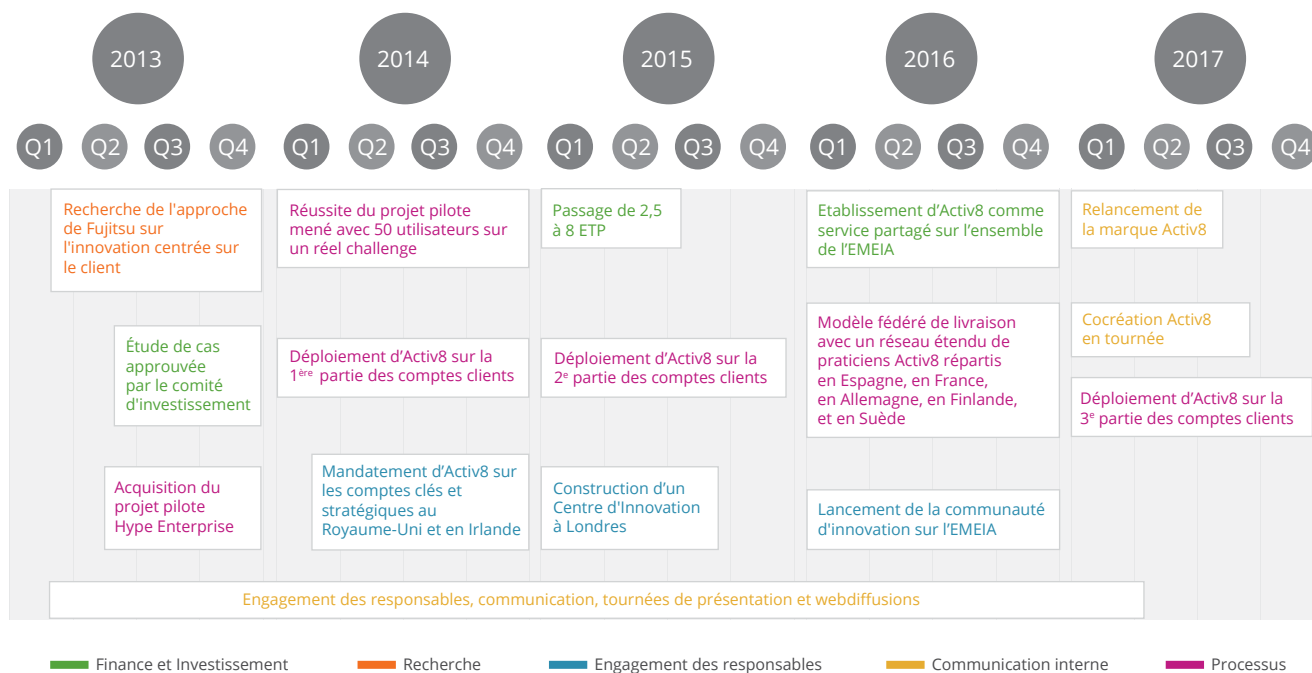 2013
2014
2015
2016
2017
Q1 Q2 Q3 Q4
Q1 Q2 Q3 Q4
Q1 Q2 Q3 Q4
Q1 Q2 Q3 Q4
Q1 Q2 Q3 Q4
Recherche de l'approche
de Fujitsu sur
l'innovation centrée sur
le client
Réussite du projet pilote
mené avec 50 utilisateurs sur
un réel challenge
Passage de 2,5
à 8 ETP
Etablissement d’Activ8 comme
service partagé sur l’ensemble
de l’EMEIA
Relancement de
la marque Activ8
Étude de cas
approuvée
par le comité
d'investissement
Déploiement d’Activ8 sur la
1ère partie des comptes clients
Déploiement d’Activ8 sur la
2e partie des comptes clients
Modèle fédéré de livraison
avec un réseau étendu de
praticiens Activ8 répartis
en Espagne, en France,
en Allemagne, en Finlande,
et en Suède
Cocréation Activ8
en tournée
Déploiement d’Activ8 sur la
3e partie des comptes clients
Acquisition du
projet pilote
Hype Enterprise
Mandatement d’Activ8 sur
les comptes clés et
stratégiques au
Royaume-Uni et en Irlande
Construction d’un
Centre d'Innovation
à Londres
Lancement de la communauté
d'innovation sur l’EMEIA
Engagement des responsables, communication, tournées de présentation et webdiffusions
Finance et Investissement
Recherche
Engagement des responsables
Communication interne
Processus